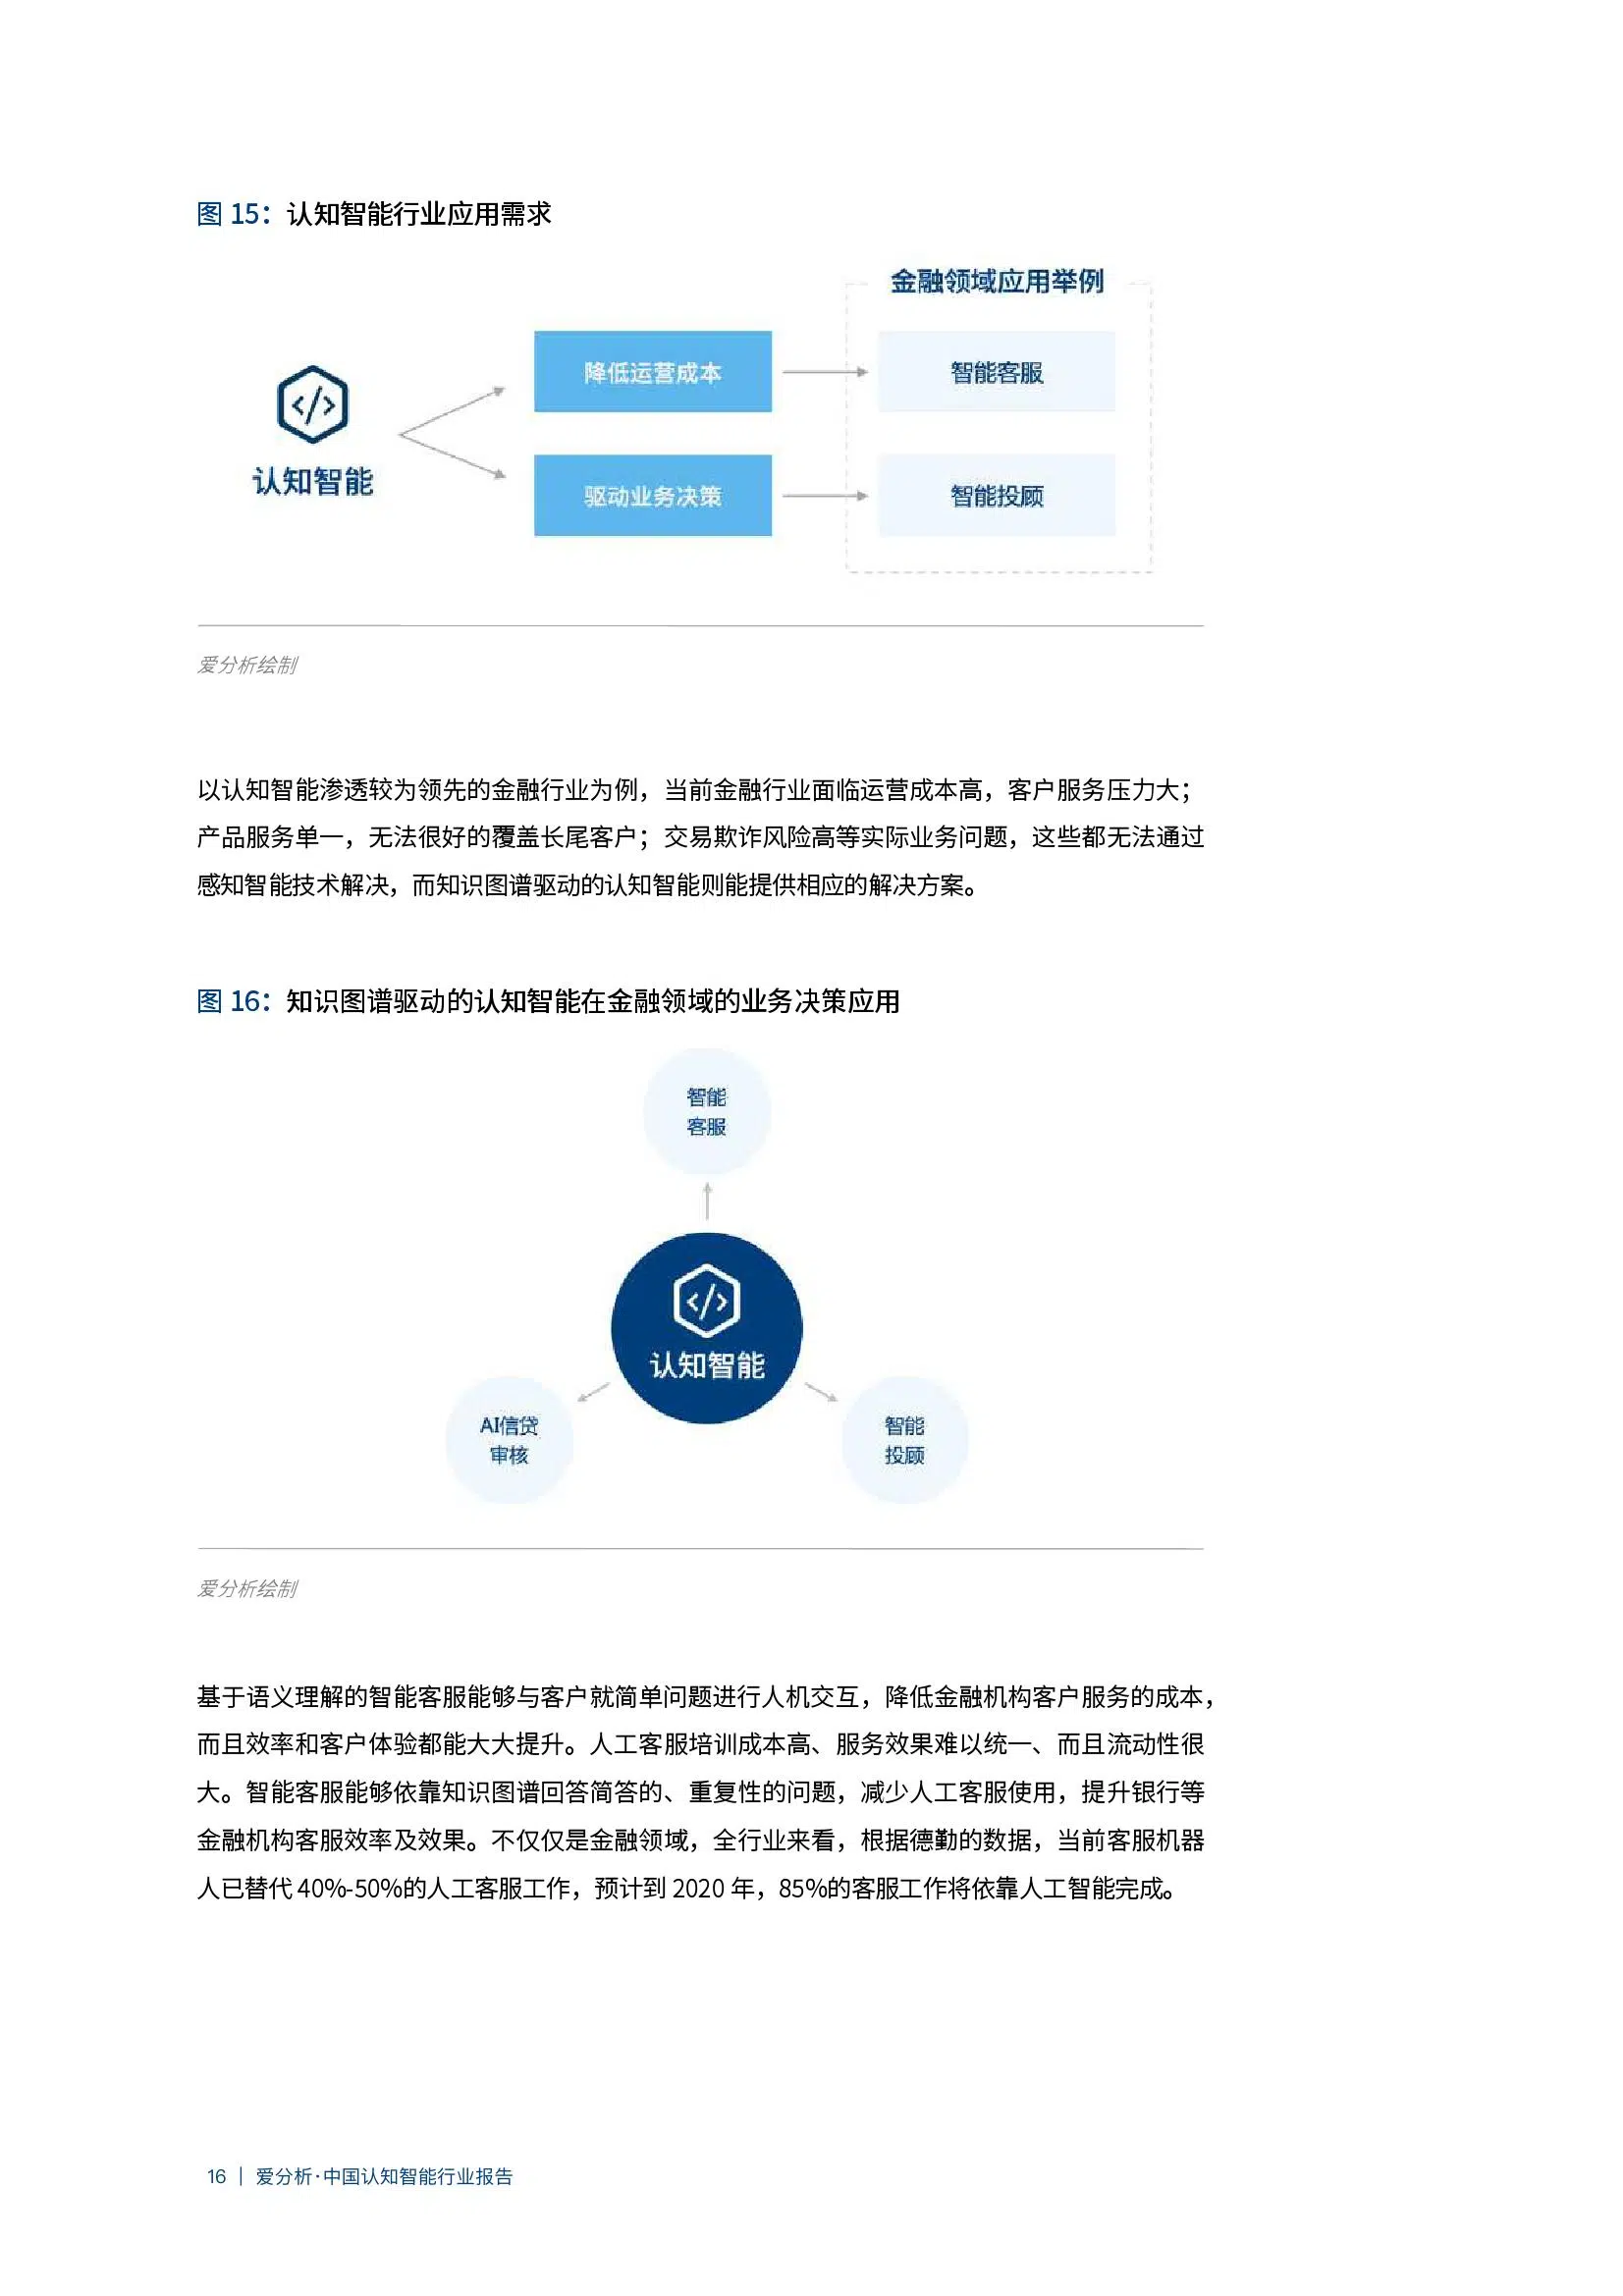 图 15：认知智能行业应用需求
金融领域应用举例
降低运营成本
智能客服
认知智能
驱动业务决策
智能投顾
爱分析绘制
以认知智能渗透较为领先的金融行业为例，当前金融行业面临运营成本高，客户服务压力大；
产品服务单一，无法很好的覆盖长尾客户；交易欺诈风险高等实际业务问题，这些都无法通过
感知智能技术解决，而知识图谱驱动的认知智能则能提供相应的解决方案。
图 16：知识图谱驱动的认知智能在金融领域的业务决策应用
智能
客服
</>
认知智能
AI信贷
审核
智能
投顾
爱分析绘制
基于语义理解的智能客服能够与客户就简单问题进行人机交互，降低金融机构客户服务的成本，
而且效率和客户体验都能大大提升。人工客服培训成本高、服务效果难以统一、而且流动性很
大。智能客服能够依靠知识图谱回答简答的、重复性的问题，减少人工客服使用，提升银行等
金融机构客服效率及效果。不仅仅是金融领域，全行业来看，根据德勤的数据，当前客服机器
人已替代 40%-50%的人工客服工作，预计到 2020 年，85%的客服工作将依靠人工智能完成。
16 | 爱分析·中国认知智能行业报告